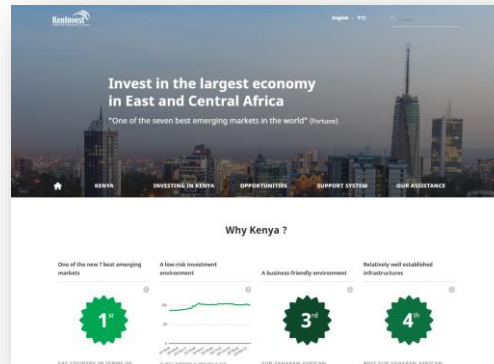 KenInvest
English | 中文
Invest in the largest economy
in East and Central Africa
"One of the seven best emerging markets in the world" (Fortune)
KENYA
INVESTING IN KENYA
OPPORTUNITIES
SUPPORT SYSTEM
OUR ASSISTANCE
Why Kenya ?
One of the new 7 best emerging
markets
A low-risk investment
environment
A business-friendly environment
Relatively well established
infrastructures
1st
3rd
4th